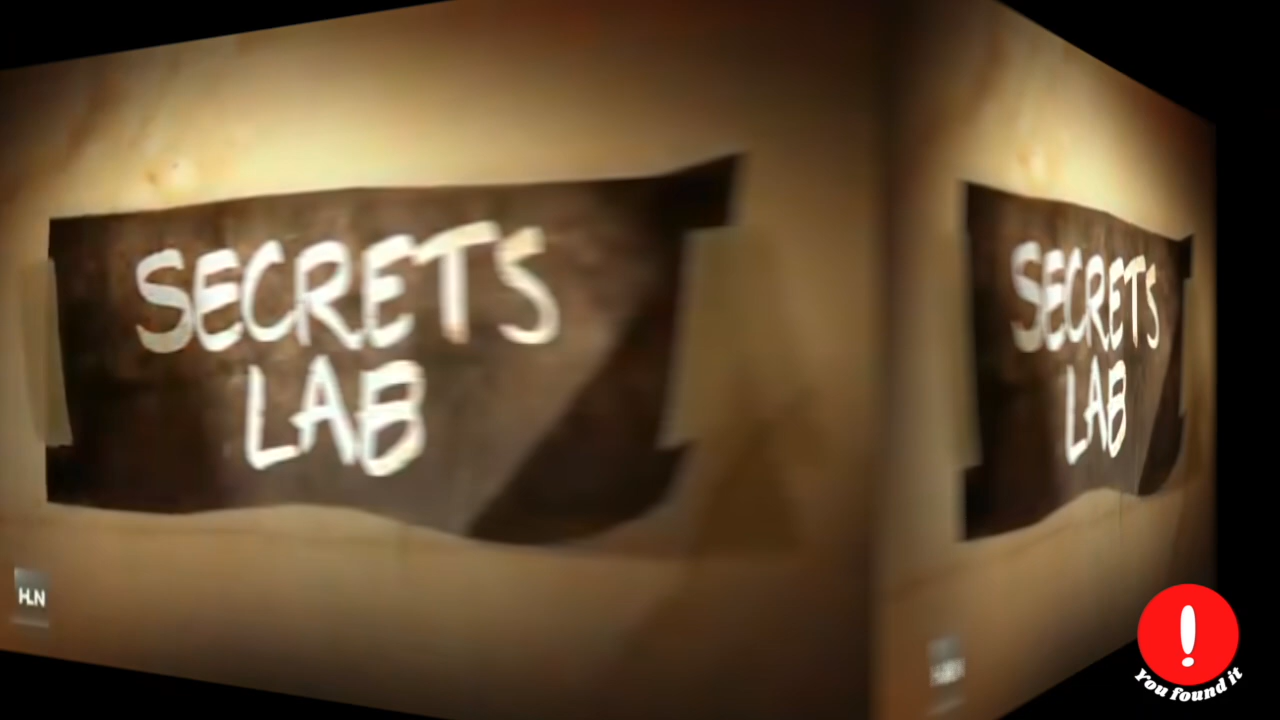 SECRETS
LAB
SECRETS
LAB
HLN
You found it